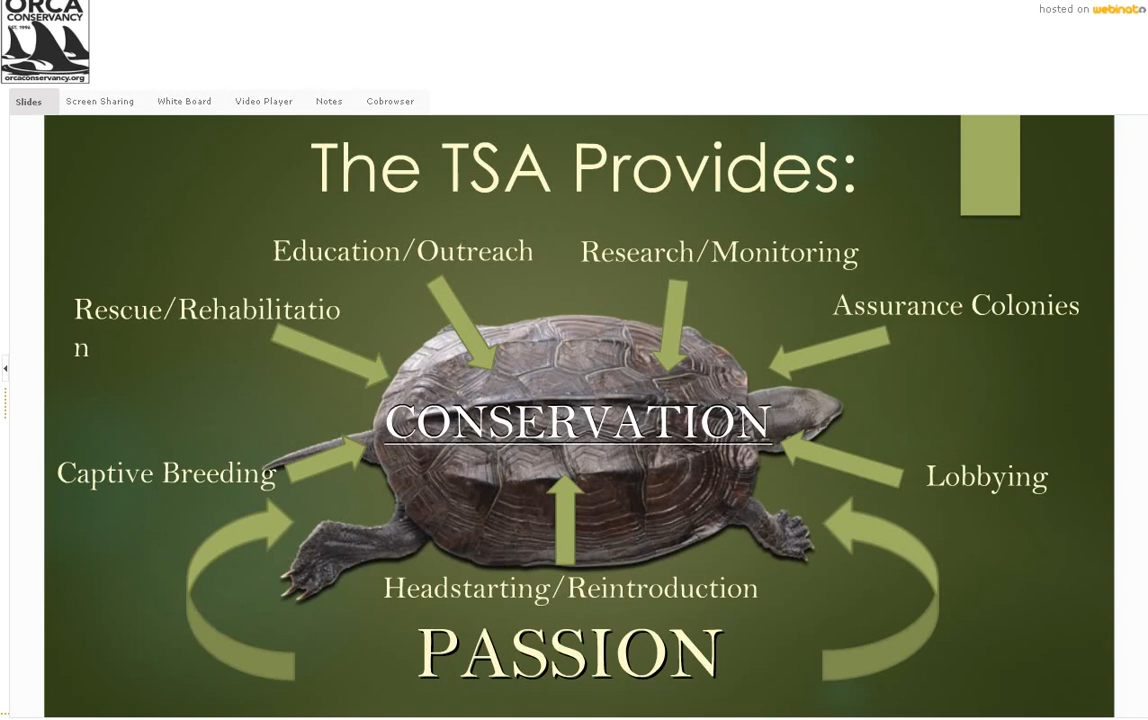 ORCA
CONSERVANCY
EST. 1996
orcaconservancy.org
hosted on webinato
Slides
Screen Sharing
White Board
Video Player
Notes
Cobrowser
The TSA Provides:
Education/Outreach
Research/Monitoring
Rescue/Rehabilitatio
n
Assurance Colonies
CONSERVATION
Captive Breeding
Lobbying
Headstarting/Reintroduction
PASSION